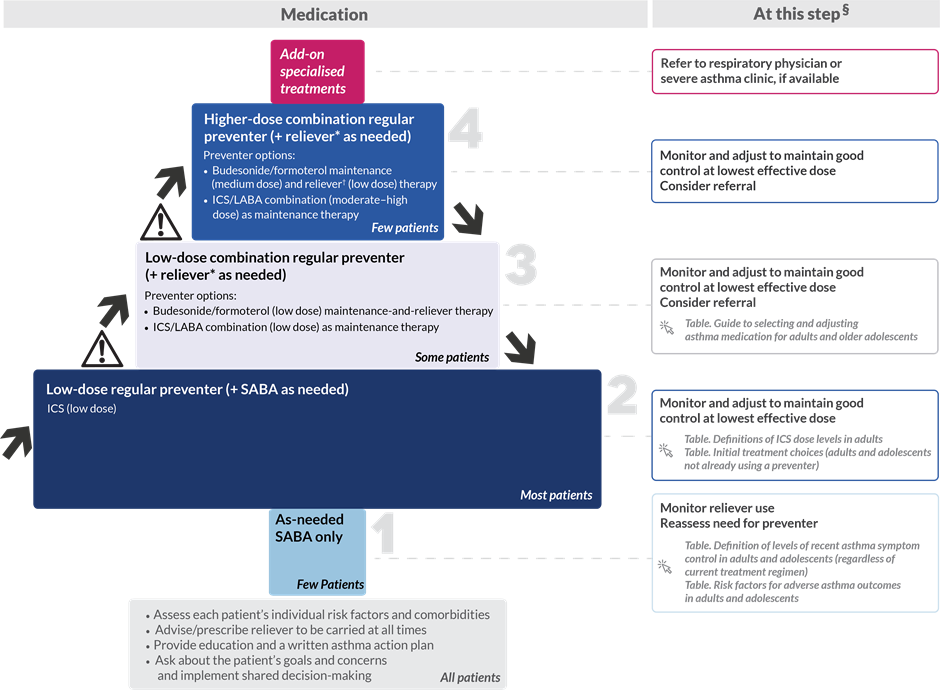 Medication
At this step§
Add-on
specialised
treatments
Refer to respiratory physician or
severe asthma clinic, if available
4
Higher-dose combination regular
preventer (+ reliever* as needed)
Preventer options:
• Budesonide/formoterol maintenance
(medium dose) and reliever† (low dose) therapy
• ICS/LABA combination (moderate–high
dose) as maintenance therapy
Few patients
Monitor and adjust to maintain good
control at lowest effective dose
Consider referral
3
Low-dose combination regular preventer
(+ reliever* as needed)
Preventer options:
• Budesonide/formoterol (low dose) maintenance-and-reliever therapy
• ICS/LABA combination (low dose) as maintenance therapy
Some patients
Monitor and adjust to maintain good
control at lowest effective dose
Consider referral
Table. Guide to selecting and adjusting
asthma medication for adults and older adolescents
2
Low-dose regular preventer (+ SABA as needed)
ICS (low dose)
Most patients
Monitor and adjust to maintain good
control at lowest effective dose
Table. Definitions of ICS dose levels in adults
Table. Initial treatment choices (adults and adolescents
not already using a preventer)
1
As-needed
SABA only
Few Patients
Monitor reliever use
Reassess need for preventer
Table. Definition of levels of recent asthma symptom
control in adults and adolescents (regardless of
current treatment regimen)
Table. Risk factors for adverse asthma outcomes
in adults and adolescents
• Assess each patient's individual risk factors and comorbidities
• Advise/prescribe reliever to be carried at all times
• Provide education and a written asthma action plan
• Ask about the patient's goals and concerns
and implement shared decision-making
All patients